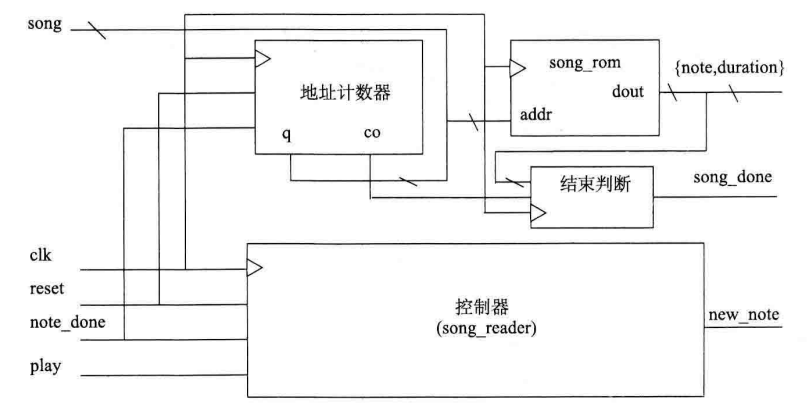 song
地址计数器
q
co
song_rom
dout
addr
{note,duration}
结束判断
song_done
clk
reset
note_done
play
控制器
(song_reader)
new_note